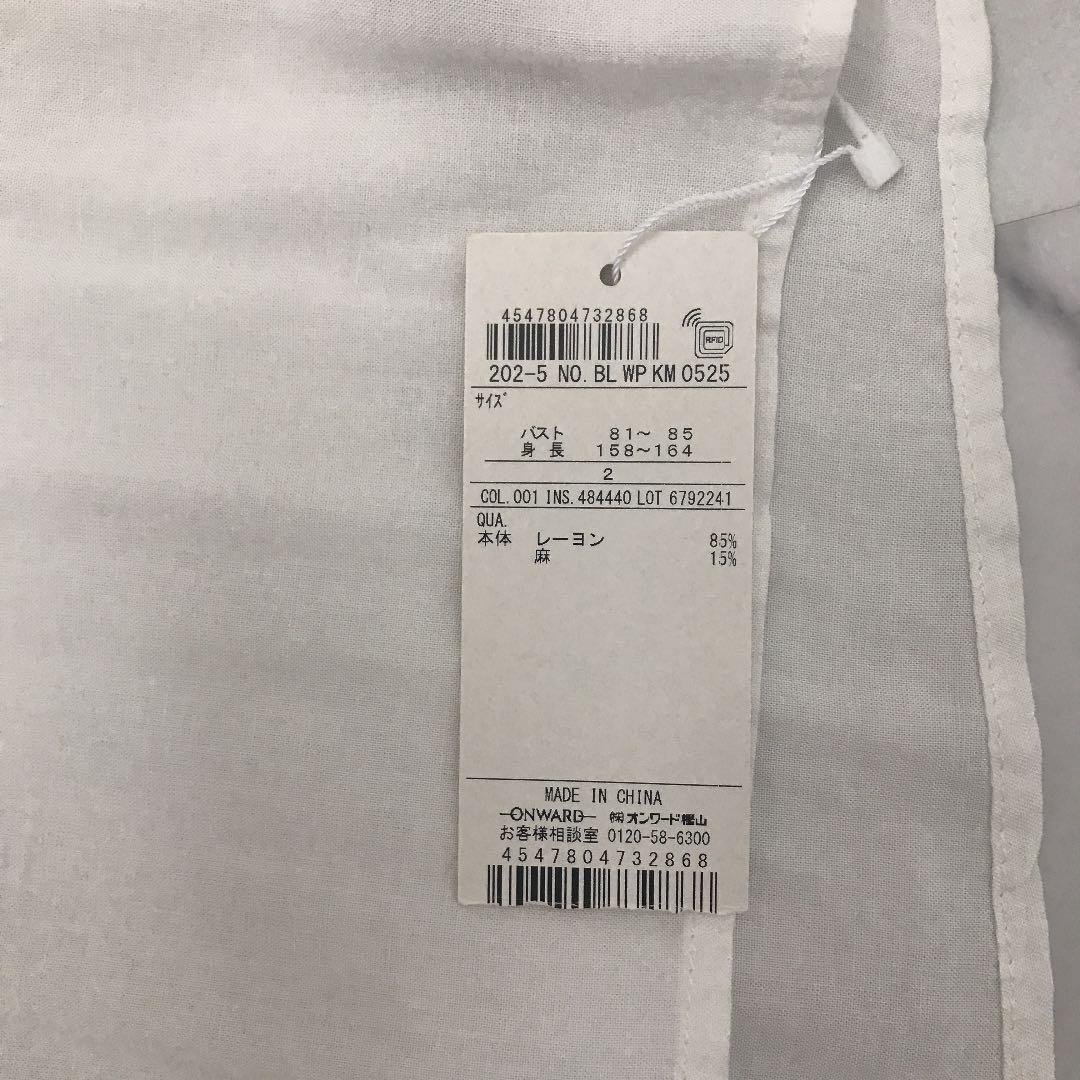 4547804732868
RFID
202-5 NO. BL WP KM 0525
サイズ
バスト 81〜 85
身長 158〜164
2
COL. 001 INS. 484440 LOT 6792241
QUA.
本体 レーヨン 85%
麻 15%
MADE IN CHINA
ONWARD ㈱オンワード樫山
お客様相談室 0120-58-6300
4547804732868